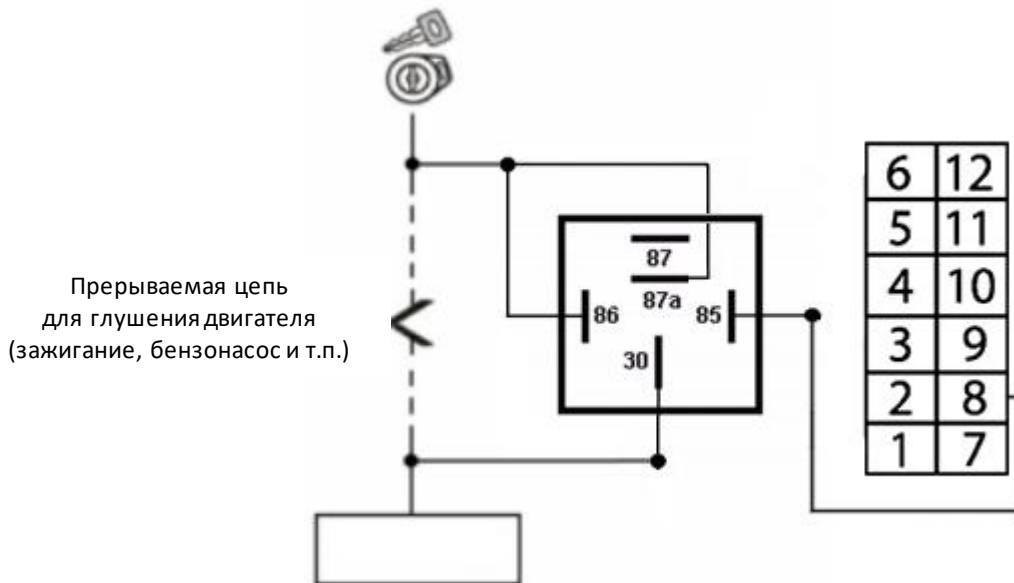 Прерываемая цепь
для глушения двигателя
(зажигание, бензонасос и т.п.)
87
87a
86
85
30
6 12
5 11
4 10
3 9
2 8
1 7